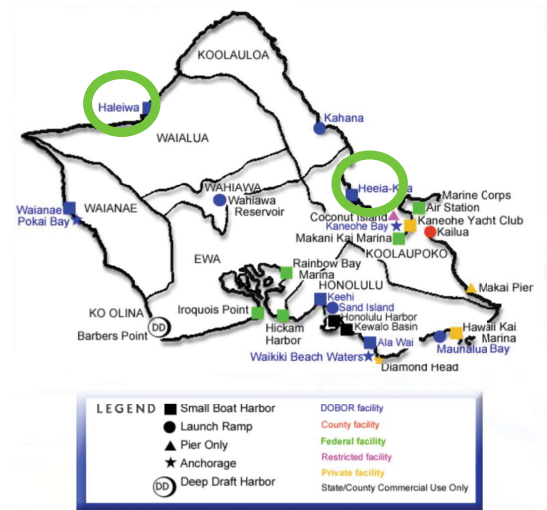 KOOLAULOA
Haleiwa
Kahana
WAIALUA
Heeia-Kea
WAHIAWA
Wahiawa
Reservoir
Marine Corps
Air Station
Waianae
Pokai Bay
WAIANAE
Coconut Island
Kaneohe Bay
Kaneohe Yacht Club
Kailua
Makani Kai Marina
KOOLAUPOKO
EWA
Rainbow Bay
Marina
HONOLULU
Makai Pier
KO OLINA
Barbers Point
DD
Iroquois Point
Hickam
Harbor
Keehi
Sand Island
Honolulu Harbor
Kewalo Basin
Ala Wai
Waikiki Beach Waters
Diamond Head
Hawaii Kai
Marina
Maunalua Bay
LEGEND
Small Boat Harbor
Launch Ramp
Pier Only
Anchorage
DD Deep Draft Harbor
DOBOR facility
County facility
Federal facility
Restricted facility
Private facility
State/County Commercial Use Only